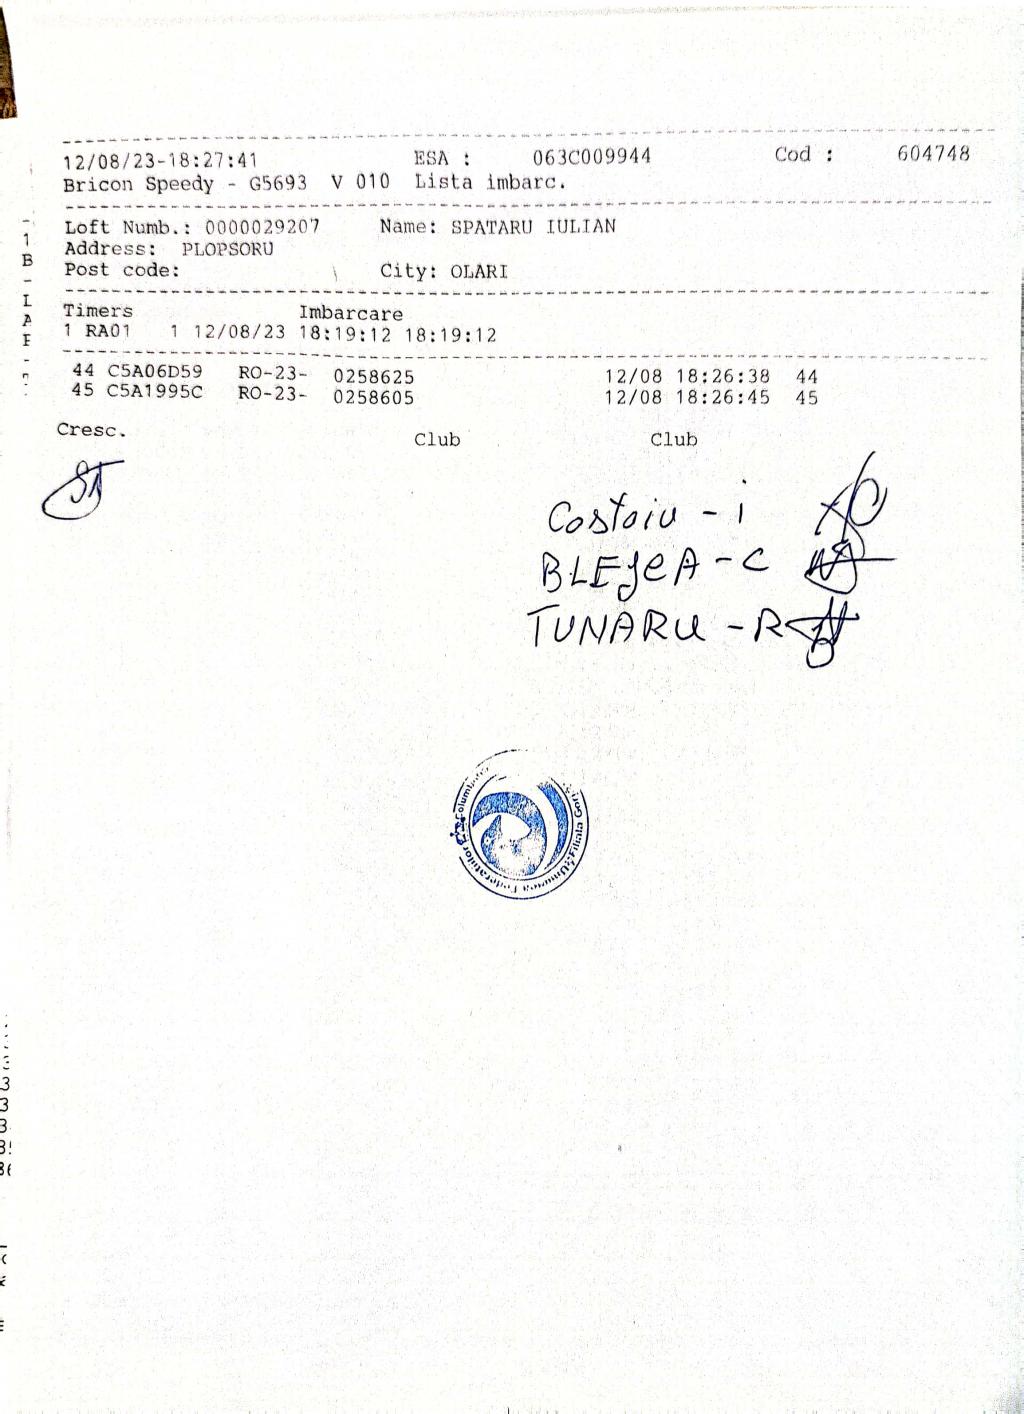 12/08/23-18:27:41 ESA : 063C009944 Cod : 604748
Bricon Speedy - G5693 V 010 Lista imbarc.
Loft Numb.: 0000029207 Name: SPATARU IULIAN
Address: PLOPSORU
Post code: City: OLARI
Timers Imbarcare
1 RA01 1 12/08/23 18:19:12 18:19:12
44 C5A06D59 RO-23- 0258625 12/08 18:26:38 44
45 C5A1995C RO-23- 0258605 12/08 18:26:45 45
Cresc. Club Club
Costoiu - i
BLEJEA - C
TUNARU - R
Filiala Gorj